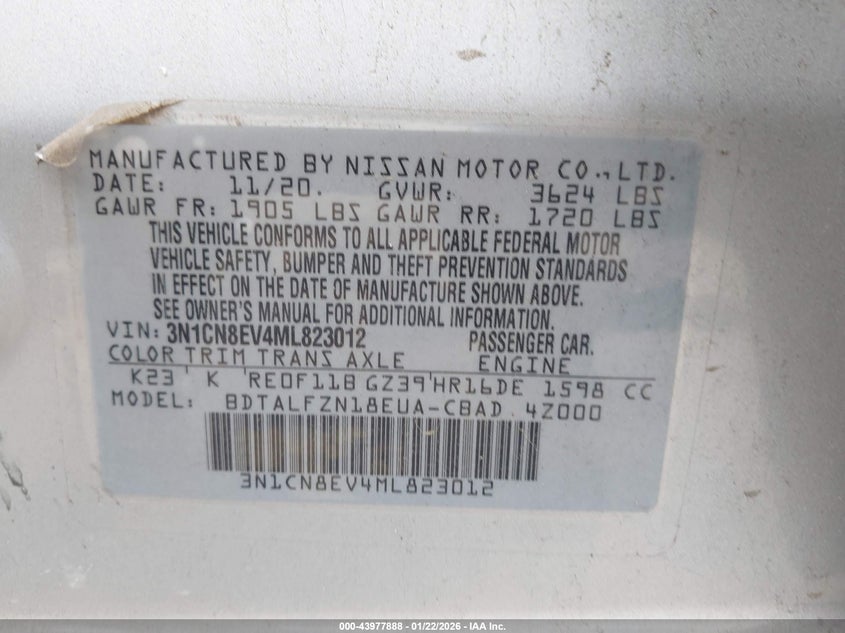 MANUFACTURED BY NISSAN MOTOR CO., LTD.
DATE: 11/20. GVWR: 3624 LBS
GAWR FR: 1905 LBS GAWR RR: 1720 LBS
THIS VEHICLE CONFORMS TO ALL APPLICABLE FEDERAL MOTOR
VEHICLE SAFETY, BUMPER AND THEFT PREVENTION STANDARDS
IN EFFECT ON THE DATE OF MANUFACTURE SHOWN ABOVE.
SEE OWNER'S MANUAL FOR ADDITIONAL INFORMATION.
VIN: 3N1CN8EV4ML823012 PASSENGER CAR.
COLOR TRIM TRANS AXLE ENGINE
K23 K RE0F11B GZ39 HR16DE 1598 CC
MODEL: BDTALFZN18EUA-CBAD 4Z000
3N1CN8EV4ML823012
000-43977888 - 01/22/2026 - IAA Inc.